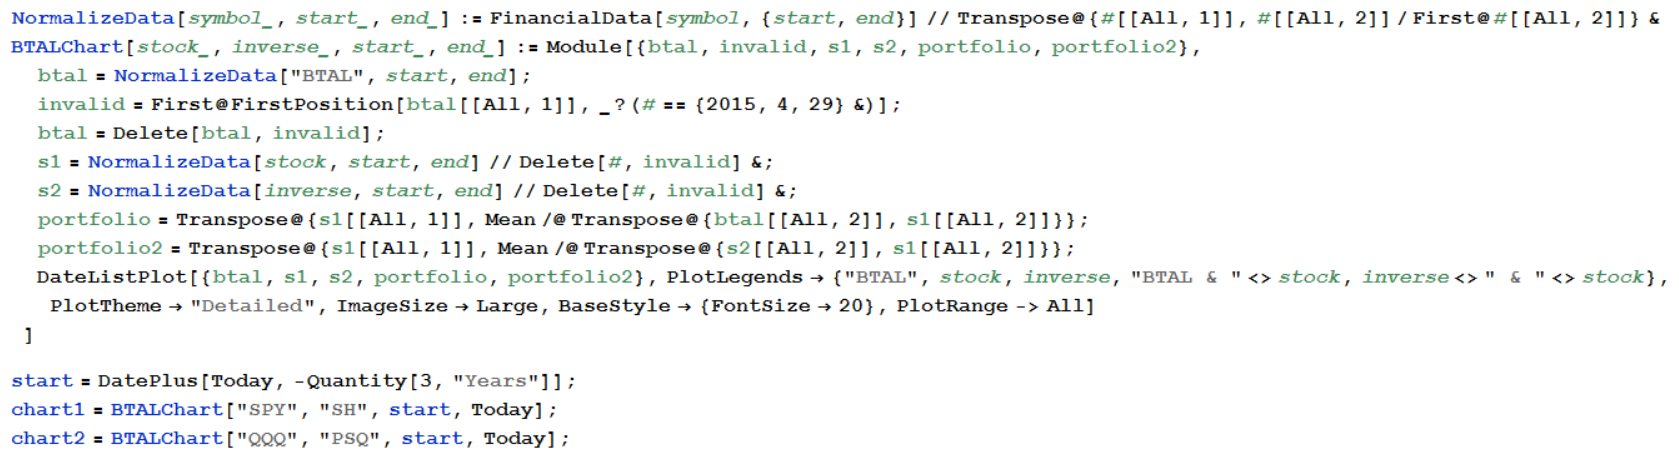 NormalizeData[symbol_, start_, end_] := FinancialData[symbol, {start, end}] // Transpose@{#[[All, 1]], #[[All, 2]] / First@#[[All, 2]]} &
BTALChart[stock_, inverse_, start_, end_] := Module[{btal, invalid, s1, s2, portfolio, portfolio2},
btal = NormalizeData["BTAL", start, end];
invalid = First@FirstPosition[btal[[All, 1]], _?(# == {2015, 4, 29} &)];
btal = Delete[btal, invalid];
s1 = NormalizeData[stock, start, end] // Delete[#, invalid] &;
s2 = NormalizeData[inverse, start, end] // Delete[#, invalid] &;
portfolio = Transpose@{s1[[All, 1]], Mean /@ Transpose@{btal[[All, 2]], s1[[All, 2]]}};
portfolio2 = Transpose@{s1[[All, 1]], Mean /@ Transpose@{s2[[All, 2]], s1[[All, 2]]}};
DateListPlot[{btal, s1, s2, portfolio, portfolio2}, PlotLegends → {"BTAL", stock, inverse, "BTAL & " <> stock, inverse <> " & " <> stock},
PlotTheme → "Detailed", ImageSize → Large, BaseStyle → {FontSize → 20}, PlotRange -> All]
]
start = DatePlus[Today, -Quantity[3, "Years"]];
chart1 = BTALChart["SPY", "SH", start, Today];
chart2 = BTALChart["QQQ", "PSQ", start, Today];